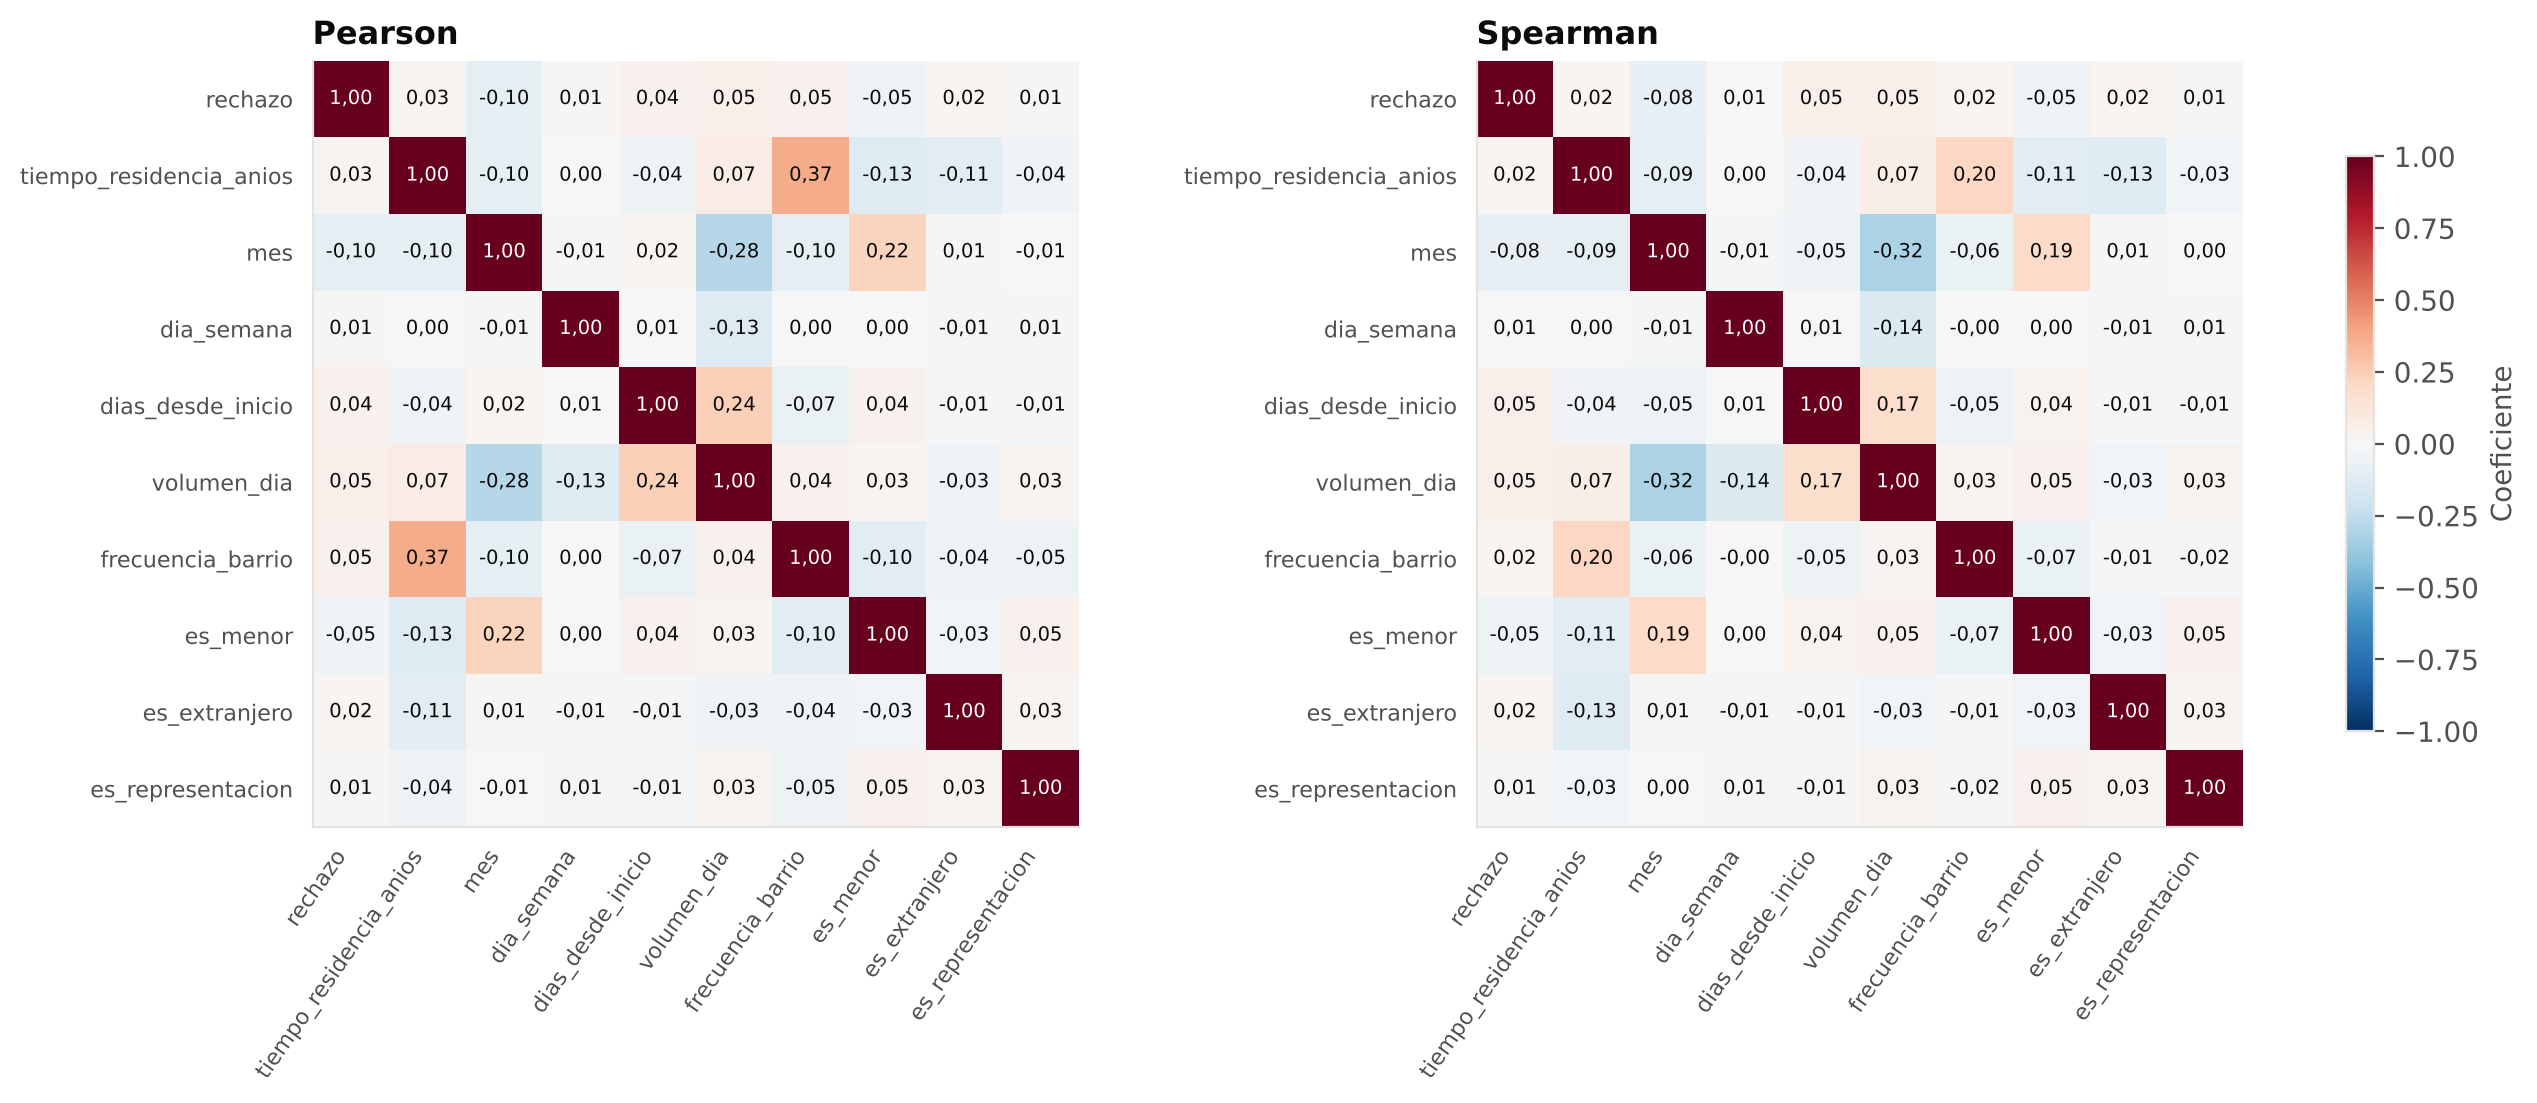 Pearson
rechazo 1,00 0,03 -0,10 0,01 0,04 0,05 0,05 -0,05 0,02 0,01
tiempo_residencia_anios 0,03 1,00 -0,10 0,00 -0,04 0,07 0,37 -0,13 -0,11 -0,04
mes -0,10 -0,10 1,00 -0,01 0,02 -0,28 -0,10 0,22 0,01 -0,01
dia_semana 0,01 0,00 -0,01 1,00 0,01 -0,13 0,00 0,00 -0,01 0,01
dias_desde_inicio 0,04 -0,04 0,02 0,01 1,00 0,24 -0,07 0,04 -0,01 -0,01
volumen_dia 0,05 0,07 -0,28 -0,13 0,24 1,00 0,04 0,03 -0,03 0,03
frecuencia_barrio 0,05 0,37 -0,10 0,00 -0,07 0,04 1,00 -0,10 -0,04 -0,05
es_menor -0,05 -0,13 0,22 0,00 0,04 0,03 -0,10 1,00 -0,03 0,05
es_extranjero 0,02 -0,11 0,01 -0,01 -0,01 -0,03 -0,04 -0,03 1,00 0,03
es_representacion 0,01 -0,04 -0,01 0,01 -0,01 0,03 -0,05 0,05 0,03 1,00
rechazo
tiempo_residencia_anios
mes
dia_semana
dias_desde_inicio
volumen_dia
frecuencia_barrio
es_menor
es_extranjero
es_representacion
Spearman
rechazo 1,00 0,02 -0,08 0,01 0,05 0,05 0,02 -0,05 0,02 0,01
tiempo_residencia_anios 0,02 1,00 -0,09 0,00 -0,04 0,07 0,20 -0,11 -0,13 -0,03
mes -0,08 -0,09 1,00 -0,01 -0,05 -0,32 -0,06 0,19 0,01 0,00
dia_semana 0,01 0,00 -0,01 1,00 0,01 -0,14 -0,00 0,00 -0,01 0,01
dias_desde_inicio 0,05 -0,04 -0,05 0,01 1,00 0,17 -0,05 0,04 -0,01 -0,01
volumen_dia 0,05 0,07 -0,32 -0,14 0,17 1,00 0,03 0,05 -0,03 0,03
frecuencia_barrio 0,02 0,20 -0,06 -0,00 -0,05 0,03 1,00 -0,07 -0,01 -0,02
es_menor -0,05 -0,11 0,19 0,00 0,04 0,05 -0,07 1,00 -0,03 0,05
es_extranjero 0,02 -0,13 0,01 -0,01 -0,01 -0,03 -0,01 -0,03 1,00 0,03
es_representacion 0,01 -0,03 0,00 0,01 -0,01 0,03 -0,02 0,05 0,03 1,00
rechazo
tiempo_residencia_anios
mes
dia_semana
dias_desde_inicio
volumen_dia
frecuencia_barrio
es_menor
es_extranjero
es_representacion
1.00
0.75
0.50
0.25
0.00
−0.25
−0.50
−0.75
−1.00
Coeficiente